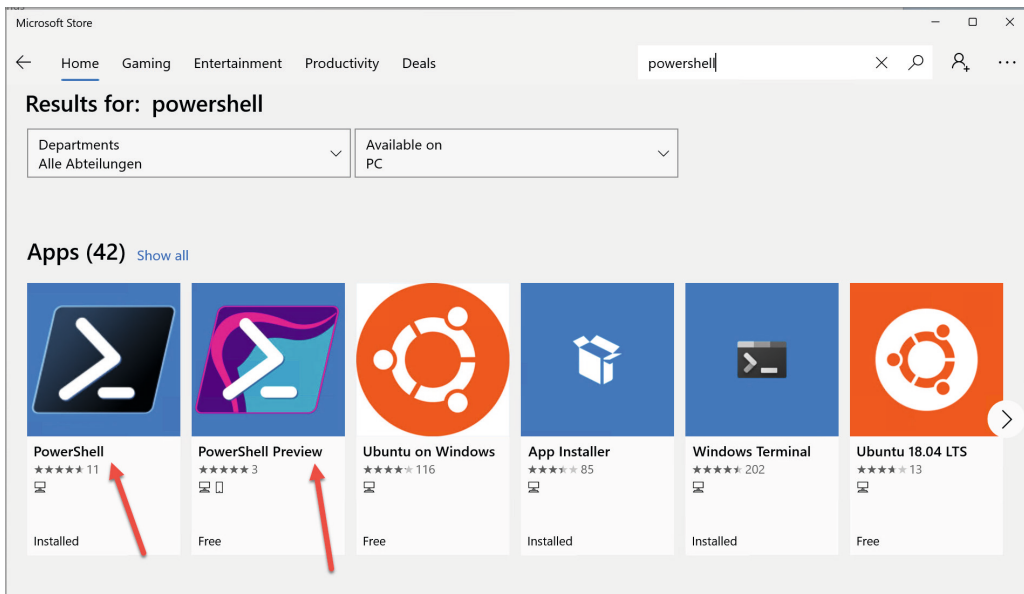 Microsoft Store
Home Gaming Entertainment Productivity Deals powershell
Results for: powershell
Departments
Alle Abteilungen
Available on
PC
Apps (42) Show all
PowerShell
11
Installed
PowerShell Preview
3
Free
Ubuntu on Windows
116
Free
App Installer
85
Installed
Windows Terminal
202
Installed
Ubuntu 18.04 LTS
13
Free